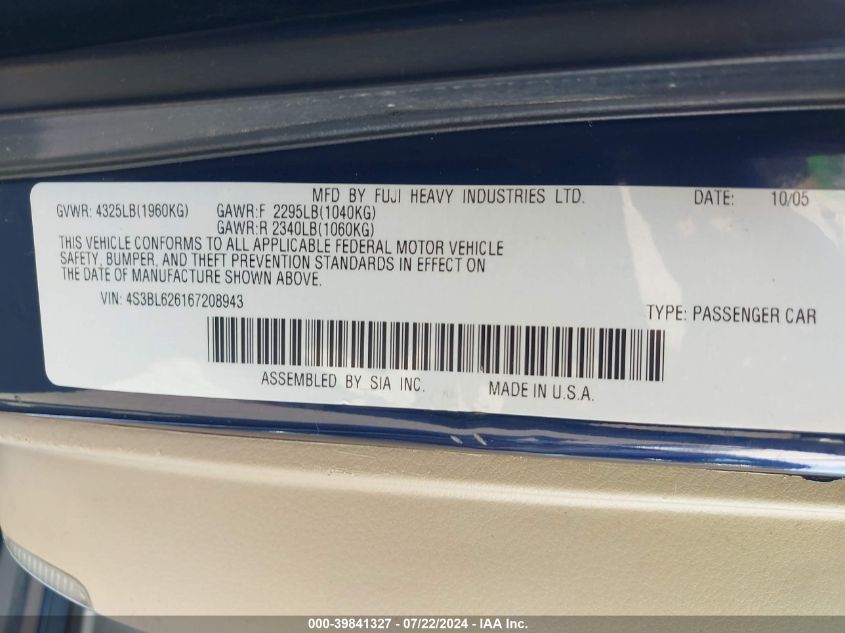 MFD BY FUJI HEAVY INDUSTRIES LTD. DATE: 10/05
GVWR: 4325LB(1960KG) GAWR:F 2295LB(1040KG)
GAWR:R 2340LB(1060KG)
THIS VEHICLE CONFORMS TO ALL APPLICABLE FEDERAL MOTOR VEHICLE
SAFETY, BUMPER, AND THEFT PREVENTION STANDARDS IN EFFECT ON
THE DATE OF MANUFACTURE SHOWN ABOVE.
VIN: 4S3BL626167208943 TYPE: PASSENGER CAR
ASSEMBLED BY SIA INC. MADE IN U.S.A.
000-39841327 - 07/22/2024 - IAA Inc.